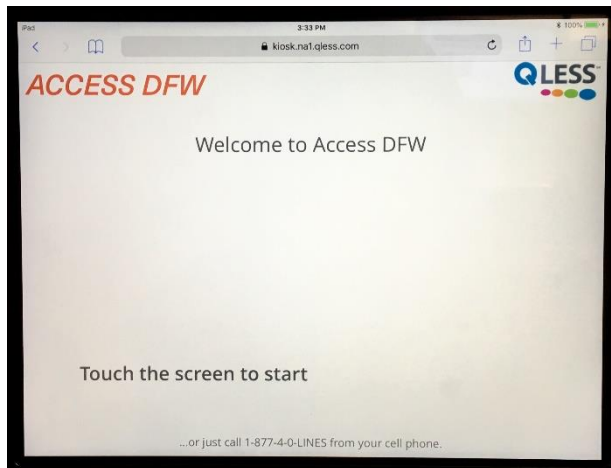 iPad
3:33 PM
100%
kiosk.na1.qless.com
ACCESS DFW
QLESS
Welcome to Access DFW
Touch the screen to start
...or just call 1-877-4-0-LINES from your cell phone.